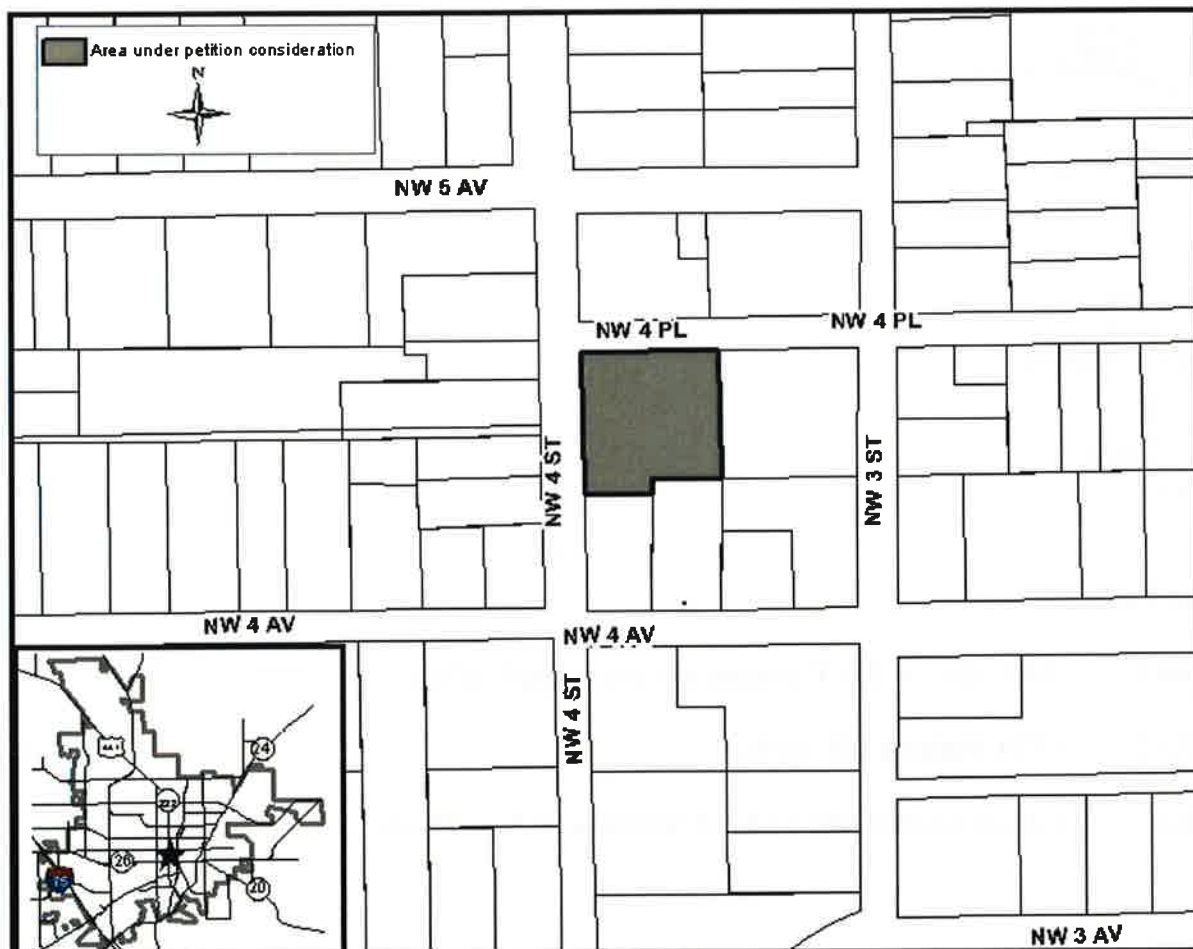 Area under petition consideration
N
NW 5 AV
NW 4 PL
NW 4 PL
NW 4 ST
NW 3 ST
NW 4 AV
NW 4 AV
NW 4 ST
441
24
222
26
75
20
NW 3 AV